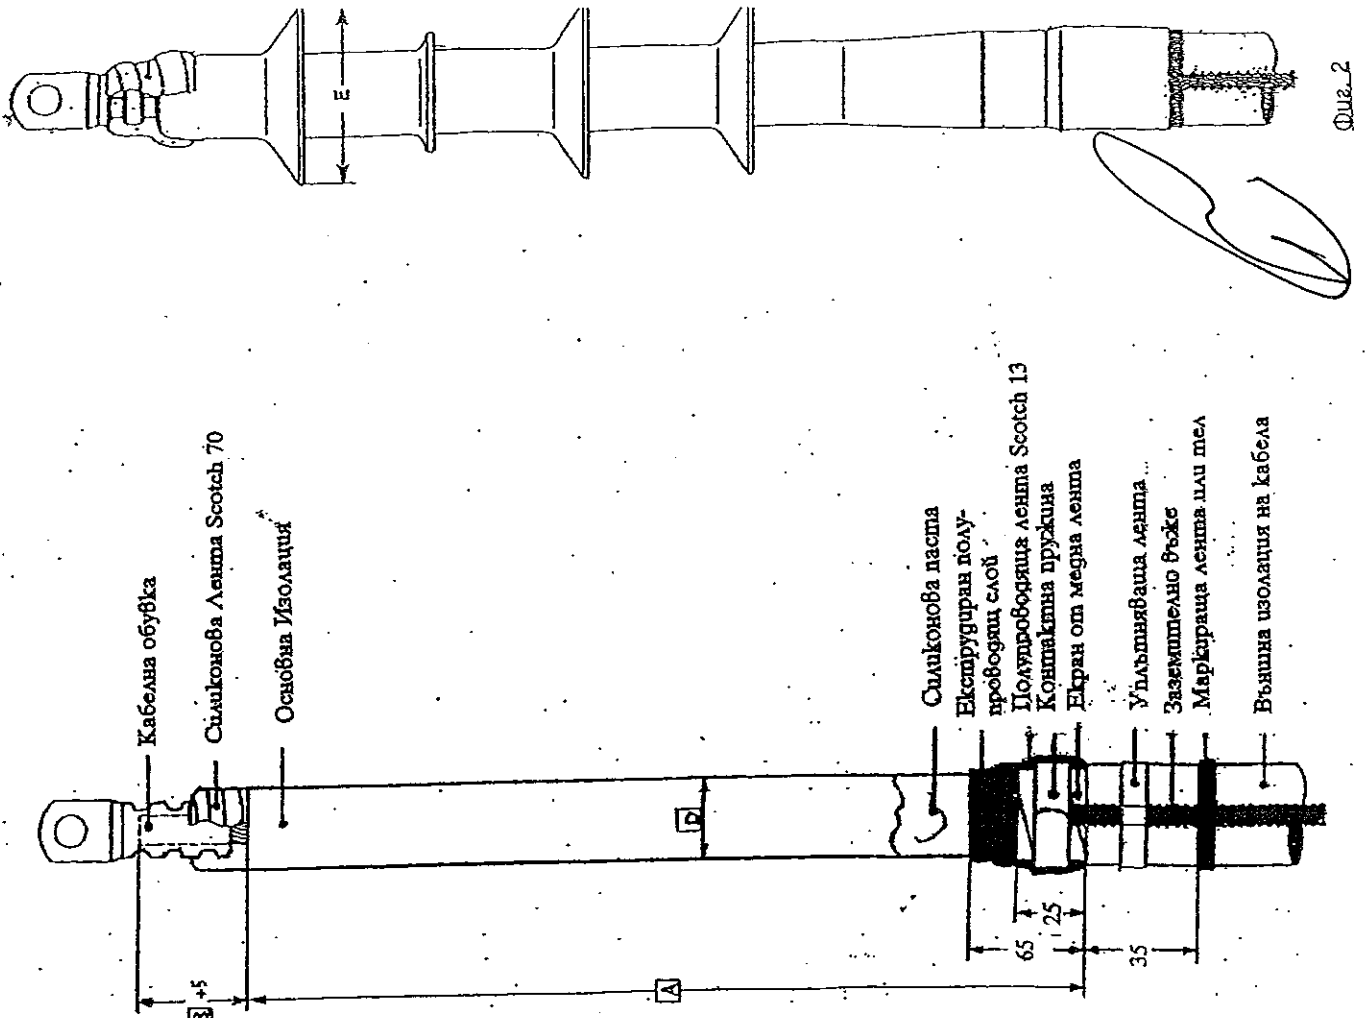 E
Фиг. 2
Кабелна обувка
Силиконова Лента Scotch 70
Основна Изолация
Силиконова паста
Екструдиран полу-
проводящ слой
Полупроводяща лента Scotch 13
Контактна пружина
Екран от медна лента
Уплътняваща лента
Заземително въже
Маркираща лента или тел
Външна изолация на кабела
B +5
A
D
65
25
35